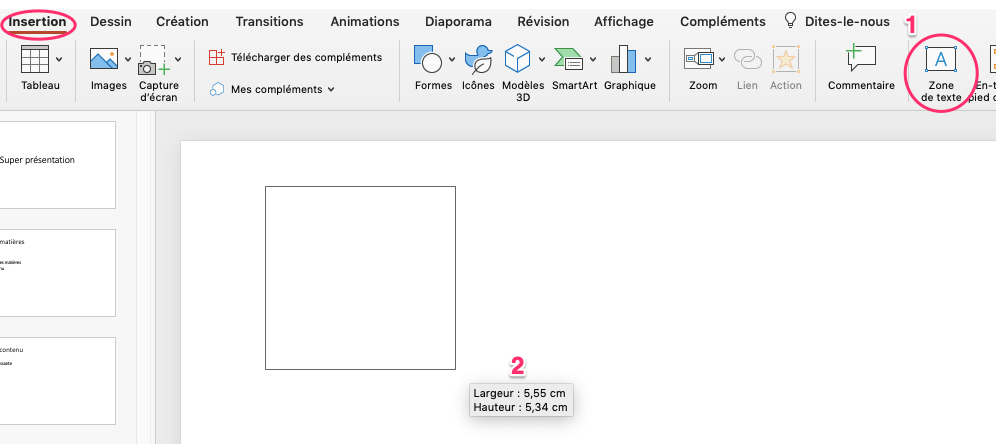 Insertion Dessin Création Transitions Animations Diaporama Révision Affichage Compléments Dites-le-nous
1
Télécharger des compléments
Mes compléments
Tableau Images Capture d'écran Formes Icônes Modèles 3D SmartArt Graphique Zoom Lien Action Commentaire Zone de texte En-t
pied d
Super présentation
matières
es matières
contenu
2
Largeur : 5,55 cm
Hauteur : 5,34 cm